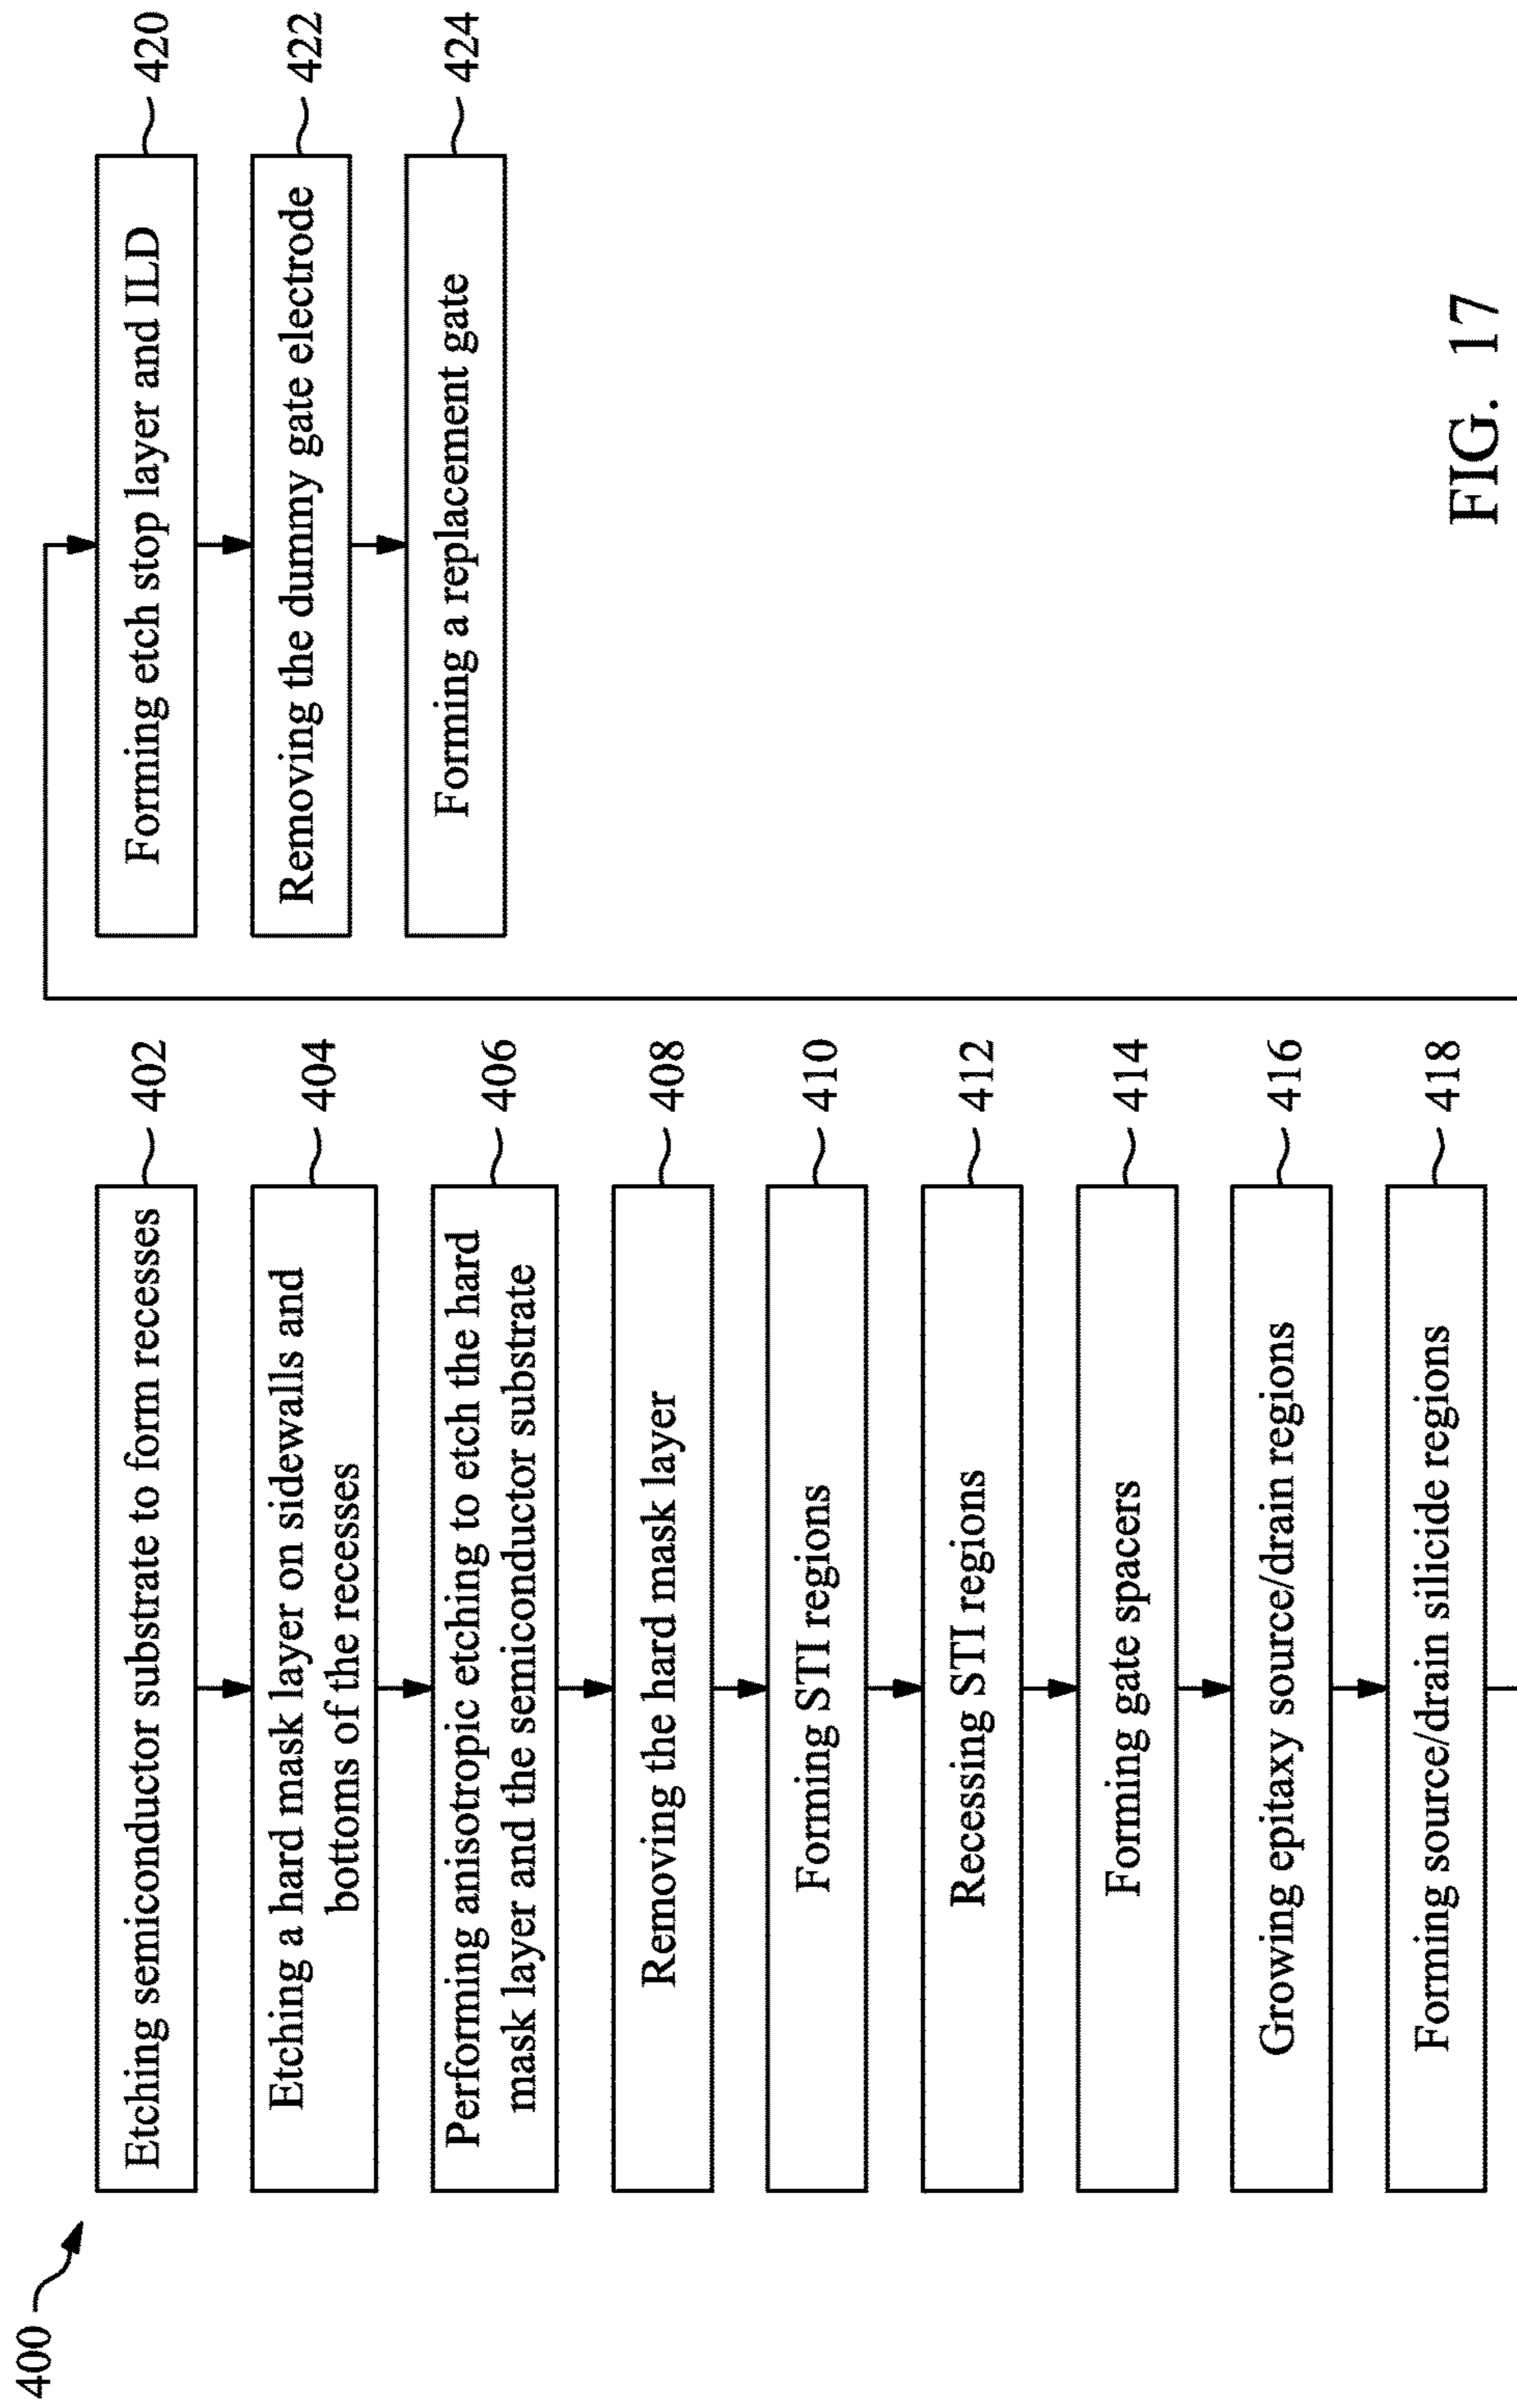 400
Etching semiconductor substrate to form recesses
402
Etching a hard mask layer on sidewalls and
bottoms of the recesses
404
Performing anisotropic etching to etch the hard
mask layer and the semiconductor substrate
406
Removing the hard mask layer
408
Forming STI regions
410
Recessing STI regions
412
Forming gate spacers
414
Growing epitaxy source/drain regions
416
Forming source/drain silicide regions
418
Forming etch stop layer and ILD
420
Removing the dummy gate electrode
422
Forming a replacement gate
424
FIG. 17